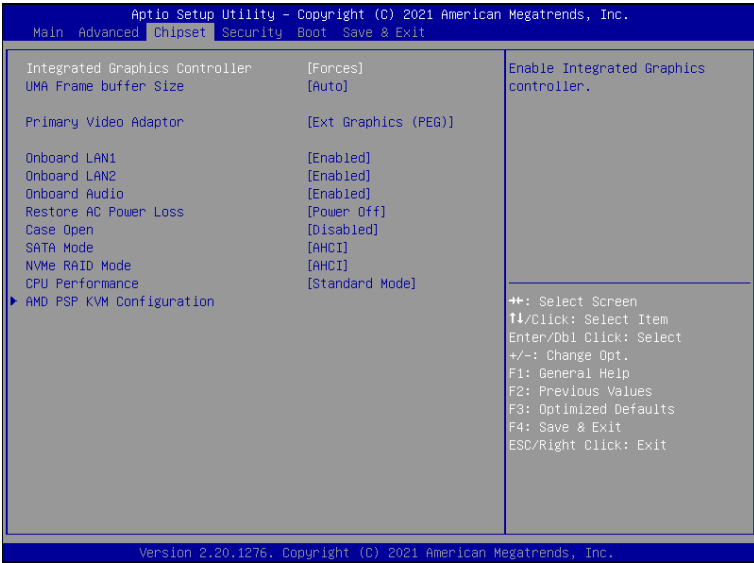 Aptio Setup Utility – Copyright (C) 2021 American Megatrends, Inc.
Main Advanced Chipset Security Boot Save & Exit
Integrated Graphics Controller [Forces]
UMA Frame buffer Size [Auto]
Primary Video Adaptor [Ext Graphics (PEG)]
Onboard LAN1 [Enabled]
Onboard LAN2 [Enabled]
Onboard Audio [Enabled]
Restore AC Power Loss [Power Off]
Case Open [Disabled]
SATA Mode [AHCI]
NVMe RAID Mode [AHCI]
CPU Performance [Standard Mode]
AMD PSP KVM Configuration
Enable Integrated Graphics
controller.
→←: Select Screen
↑↓/Click: Select Item
Enter/Dbl Click: Select
+/-: Change Opt.
F1: General Help
F2: Previous Values
F3: Optimized Defaults
F4: Save & Exit
ESC/Right Click: Exit
Version 2.20.1276. Copyright (C) 2021 American Megatrends, Inc.